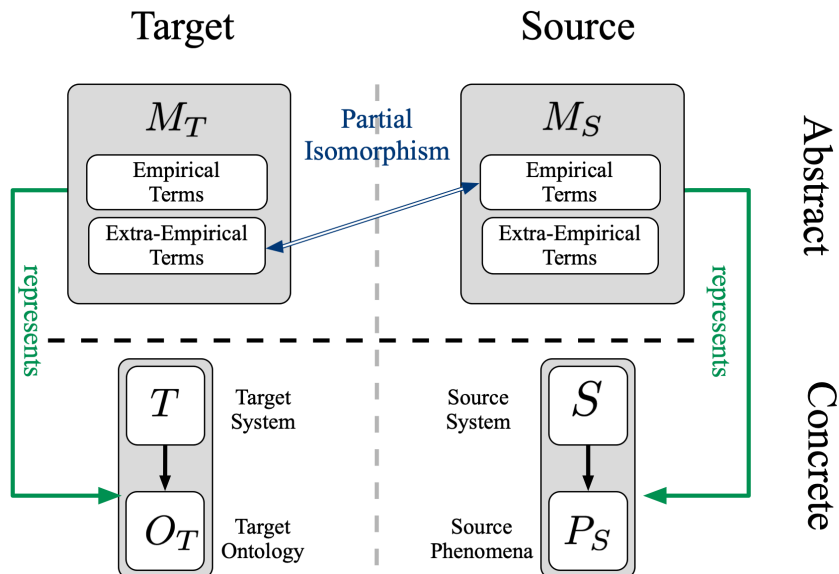 Target
Source
M_T
Empirical
Terms
Extra-Empirical
Terms
Partial
Isomorphism
M_S
Empirical
Terms
Extra-Empirical
Terms
Abstract
represents
represents
T
Target
System
Source
System
S
O_T
Target
Ontology
Source
Phenomena
P_S
Concrete